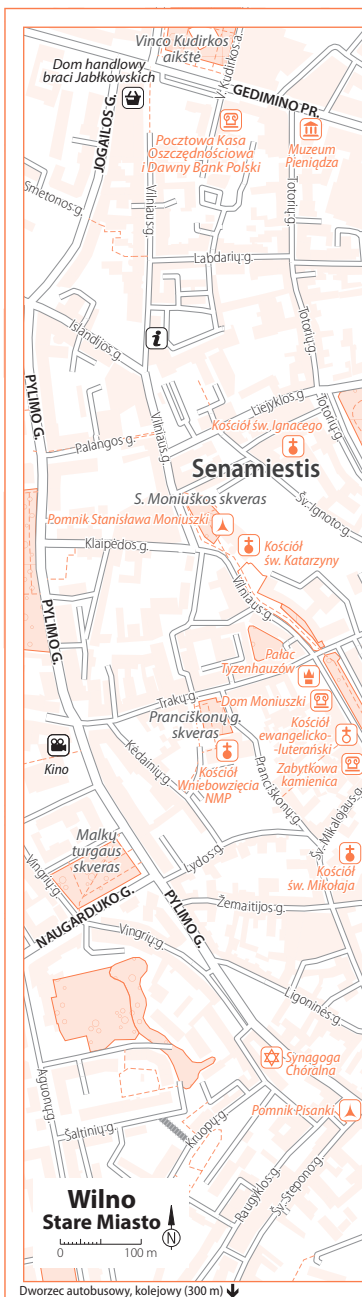 Vinco Kudirkos
aikštė
V. Kudirkos a.
Dom handlowy
braci Jabłkowskich
GEDIMINO PR.
JOGAILOS G.
Pocztowa Kasa
Oszczędnościowa
i Dawny Bank Polski
Muzeum
Pieniądza
Smetonos g.
Vilniaus g.
Totorių g.
Labdarių g.
Totorių g.
Islandijos g.
i
PYLIMO G.
Liejyklos g.
Totorių g.
Vilniaus g.
Kościół św. Ignacego
Palangos g.
Senamiestis
S. Moniuškos skveras
Šv. Ignoto g.
Pomnik Stanisława Moniuszki
Klaipėdos g.
Kościół
św. Katarzyny
Vilniaus g.
PYLIMO G.
Pałac
Tyzenhauzów
Trakų g.
Dom Moniuszki
Pranciškonų g.
skveras
Kościół
ewangelicko-
luterański
Kino
Kėdainių g.
Kościół
Wniebowzięcia
NMP
Pranciškonų g.
Zabytkowa
kamienica
Šv. Mikalojaus g.
Malkų
turgaus
skveras
Lydos g.
Kościół
św. Mikołaja
Vingrių g.
NAUGARDUKO G.
PYLIMO G.
Žemaitijos g.
Vingrių g.
Ligoninės g.
Synagoga
Chóralna
Aguonų g.
Šaltinių g.
Kruopų g.
Pomnik Pisanki
Raugyklos g.
Šv. Stepono g.
Wilno
Stare Miasto
N
0 100 m
Dworzec autobusowy, kolejowy (300 m)